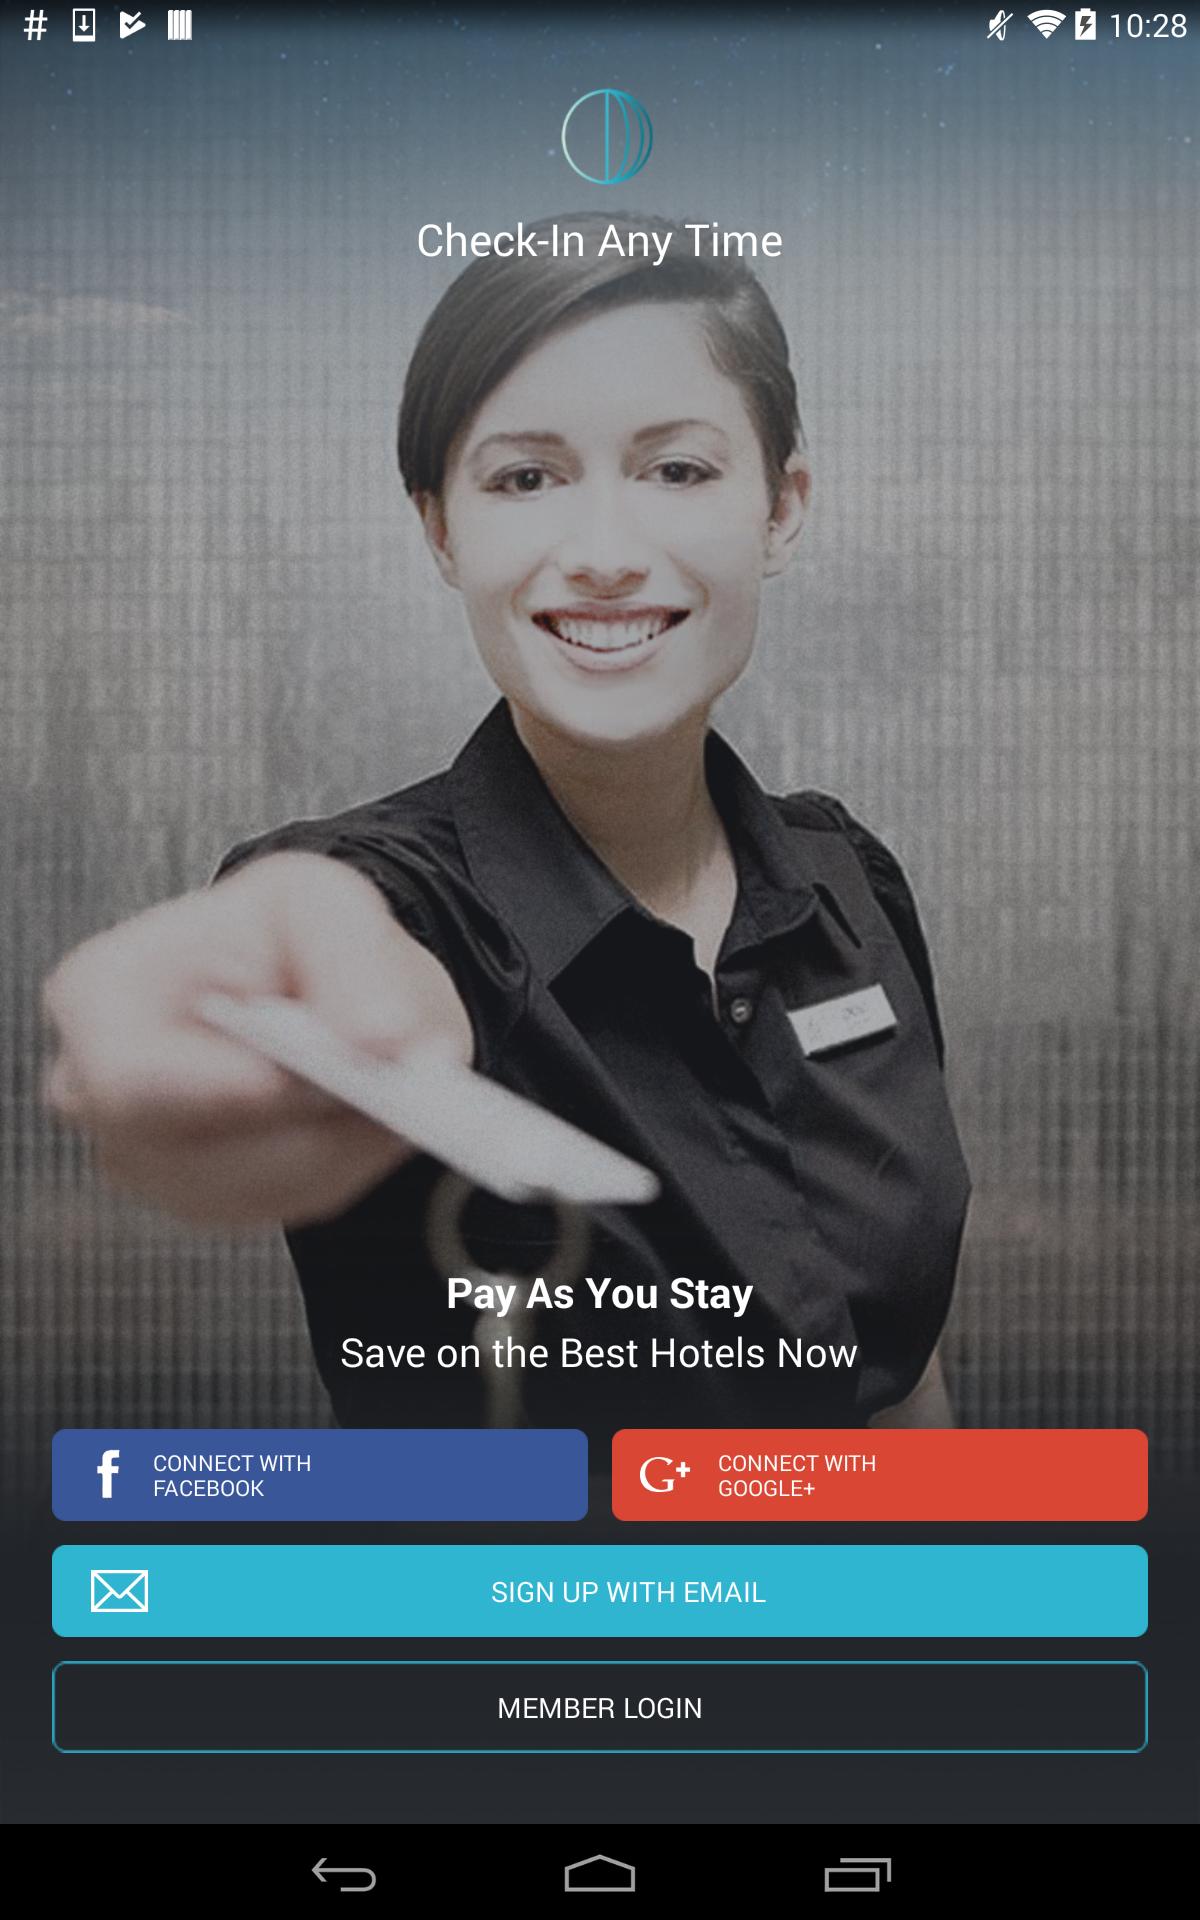 10:28
Check-In Any Time
Pay As You Stay
Save on the Best Hotels Now
CONNECT WITH
FACEBOOK
CONNECT WITH
GOOGLE+
SIGN UP WITH EMAIL
MEMBER LOGIN